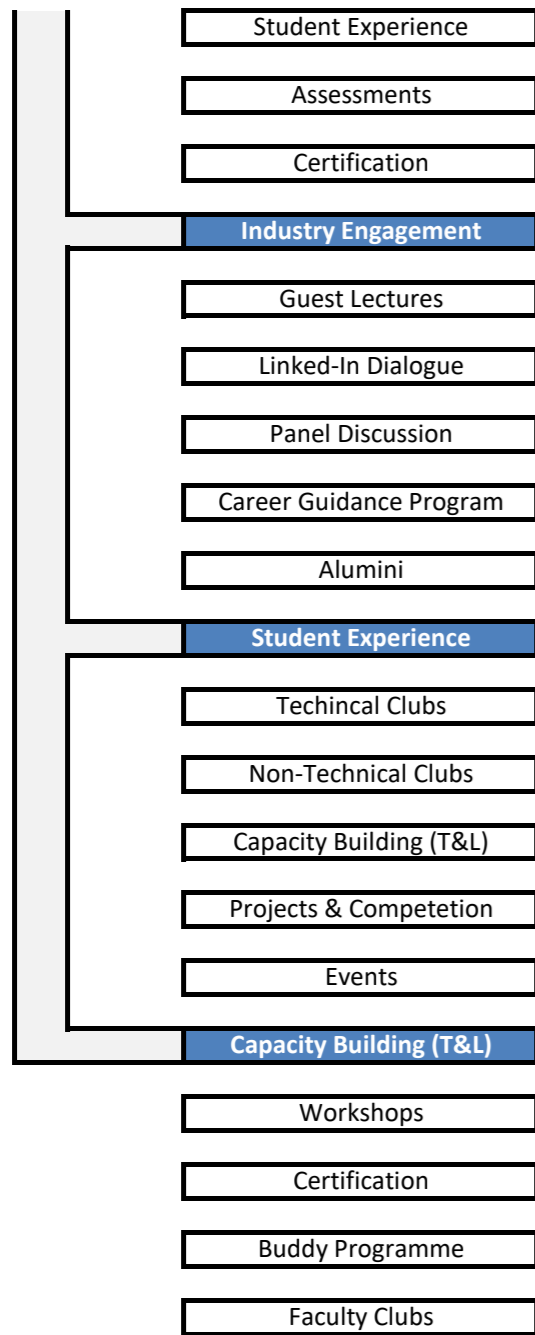 Student Experience
Assessments
Certification
Industry Engagement
Guest Lectures
Linked-In Dialogue
Panel Discussion
Career Guidance Program
Alumini
Student Experience
Techincal Clubs
Non-Technical Clubs
Capacity Building (T&L)
Projects & Competetion
Events
Capacity Building (T&L)
Workshops
Certification
Buddy Programme
Faculty Clubs